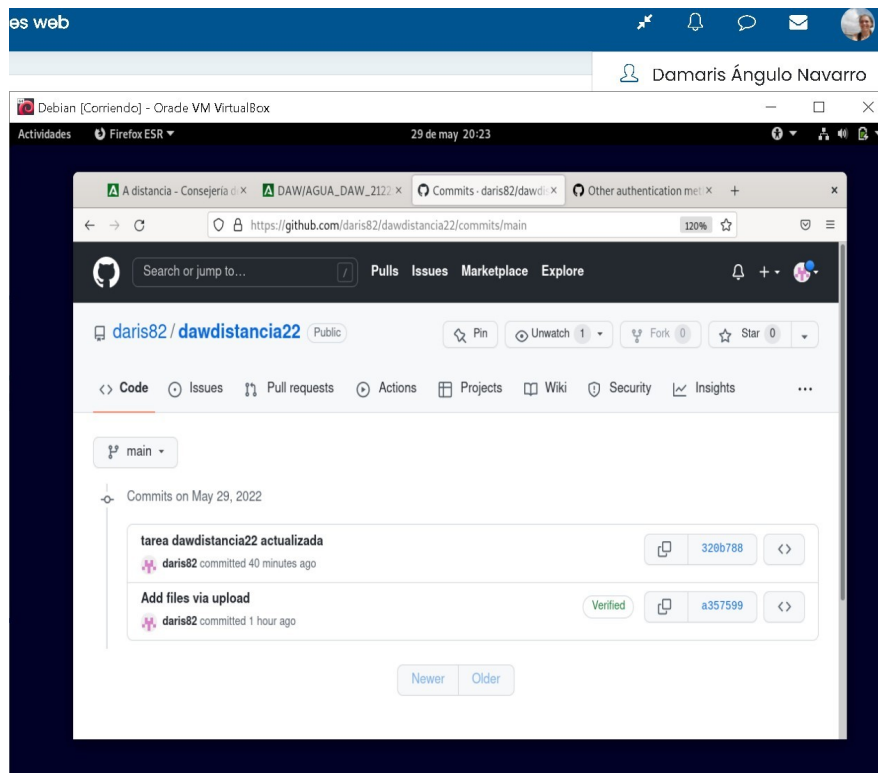 es web
Damaris Ángulo Navarro
Debian [Corriendo] - Oracle VM VirtualBox
Actividades Firefox ESR 29 de may 20:23
A distancia - Consejería d DAW/AGUA_DAW_2122 Commits · daris82/dawdis Other authentication met
https://github.com/daris82/dawdistancia22/commits/main 120%
Search or jump to... / Pulls Issues Marketplace Explore
daris82 / dawdistancia22 Public Pin Unwatch 1 Fork 0 Star 0
Code Issues Pull requests Actions Projects Wiki Security Insights
main
Commits on May 29, 2022
tarea dawdistancia22 actualizada
daris82 committed 40 minutes ago
320b788
Add files via upload
daris82 committed 1 hour ago
Verified a357599
Newer Older